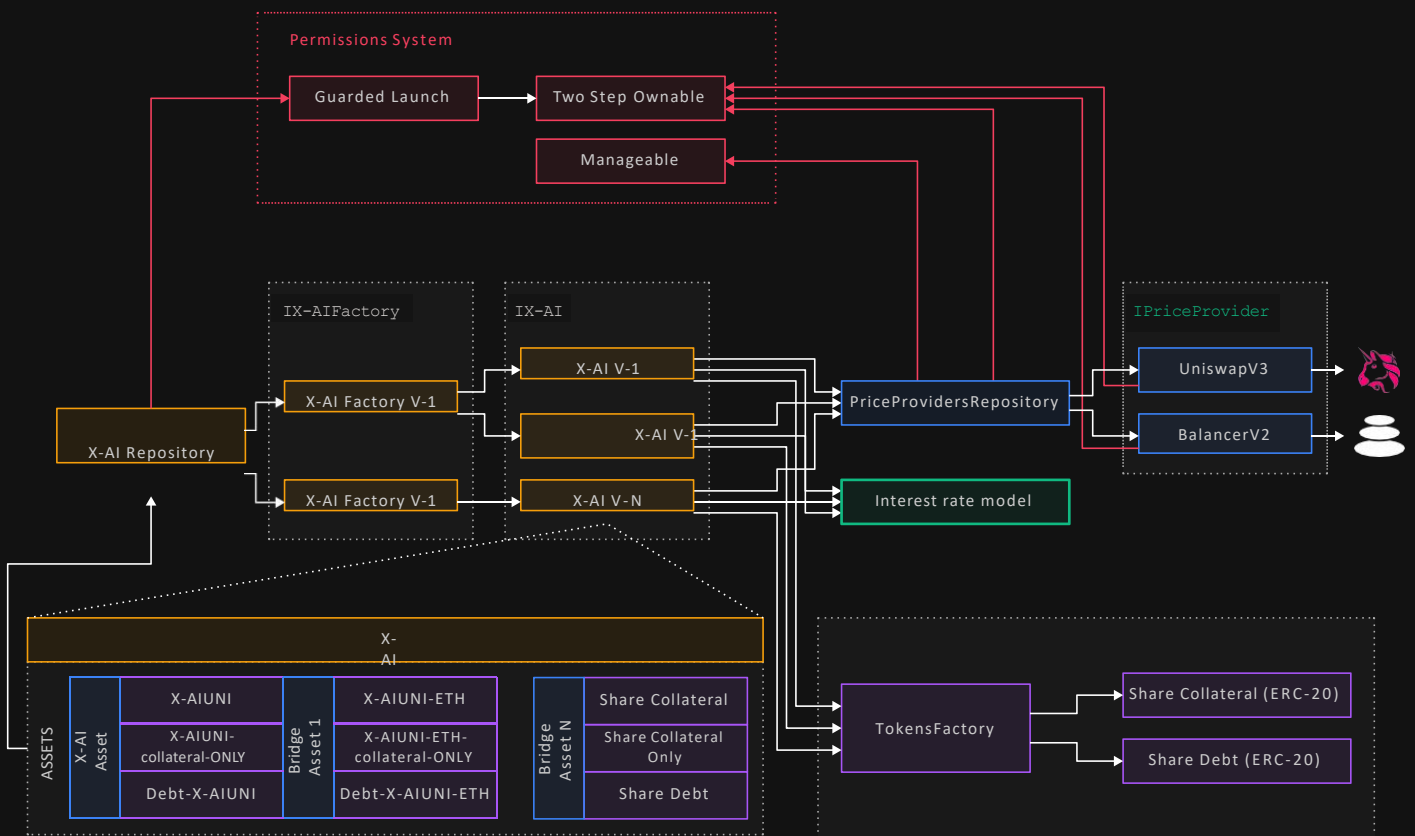 Permissions System
Guarded Launch
Two Step Ownable
Manageable
IX-AIFactory
IX-AI
IPriceProvider
X-AI V-1
UniswapV3
X-AI Factory V-1
PriceProvidersRepository
X-AI V-1
BalancerV2
X-AI Repository
X-AI Factory V-1
X-AI V-N
Interest rate model
X-
AI
ASSETS
X-AI
Asset
X-AIUNI
X-AIUNI-
collateral-ONLY
Debt-X-AIUNI
Bridge
Asset 1
X-AIUNI-ETH
X-AIUNI-ETH-
collateral-ONLY
Debt-X-AIUNI-ETH
Bridge
Asset N
Share Collateral
Share Collateral
Only
Share Debt
TokensFactory
Share Collateral (ERC-20)
Share Debt (ERC-20)